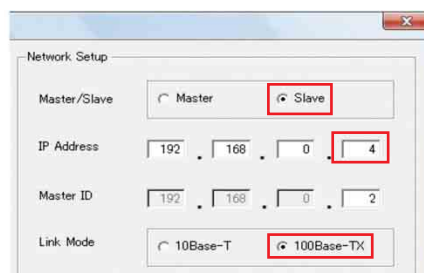 Network Setup
Master/Slave Master Slave
IP Address 192 . 168 . 0 . 4
Master ID 192 . 168 . 0 . 2
Link Mode 10Base-T 100Base-TX